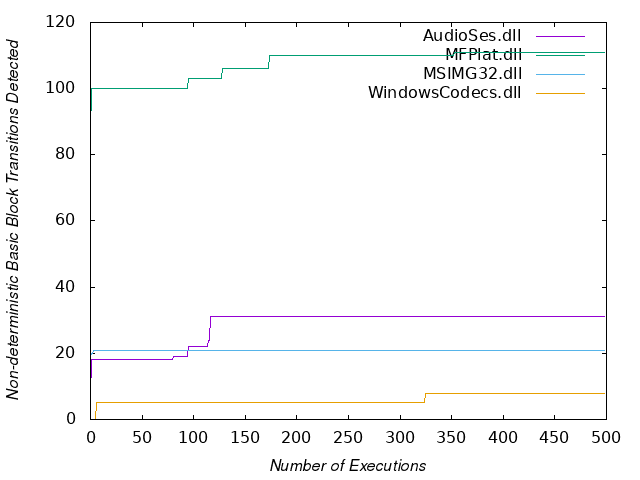 120
100
80
60
40
20
0
0 50 100 150 200 250 300 350 400 450 500
Non-deterministic Basic Block Transitions Detected
Number of Executions
AudioSes.dll
MFPlat.dll
MSIMG32.dll
WindowsCodecs.dll